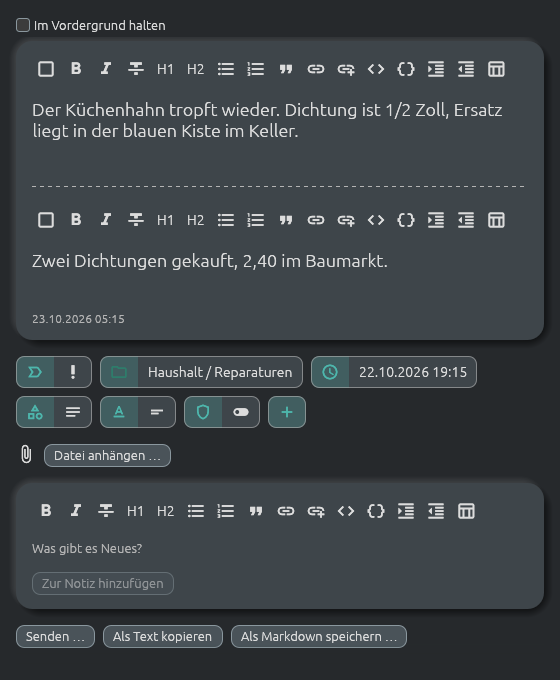 Im Vordergrund halten
B I H1 H2
Der Küchenhahn tropft wieder. Dichtung ist 1/2 Zoll, Ersatz
liegt in der blauen Kiste im Keller.
B I H1 H2
Zwei Dichtungen gekauft, 2,40 im Baumarkt.
23.10.2026 05:15
Haushalt / Reparaturen 22.10.2026 19:15
A
Datei anhängen …
B I H1 H2
Was gibt es Neues?
Zur Notiz hinzufügen
Senden … Als Text kopieren Als Markdown speichern …